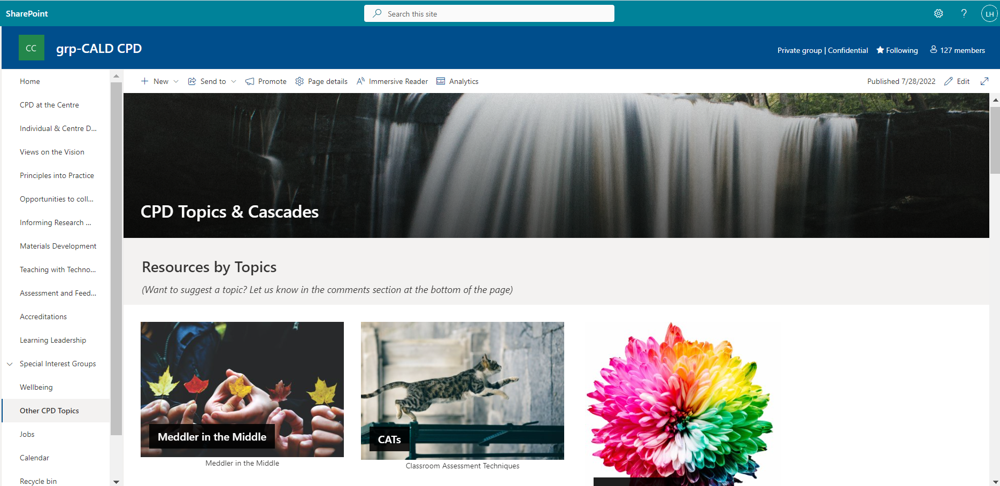 SharePoint
Search this site
LH
CC
grp-CALD CPD
Private group | Confidential
Following
127 members
Home
CPD at the Centre
Individual & Centre D...
Views on the Vision
Principles into Practice
Opportunities to coll...
Informing Research ...
Materials Development
Teaching with Techno...
Assessment and Feed...
Accreditations
Learning Leadership
Special Interest Groups
Wellbeing
Other CPD Topics
Jobs
Calendar
Recycle bin
New
Send to
Promote
Page details
Immersive Reader
Analytics
Published 7/28/2022
Edit
CPD Topics & Cascades
Resources by Topics
(Want to suggest a topic? Let us know in the comments section at the bottom of the page)
Meddler in the Middle
Meddler in the Middle
CATs
Classroom Assessment Techniques